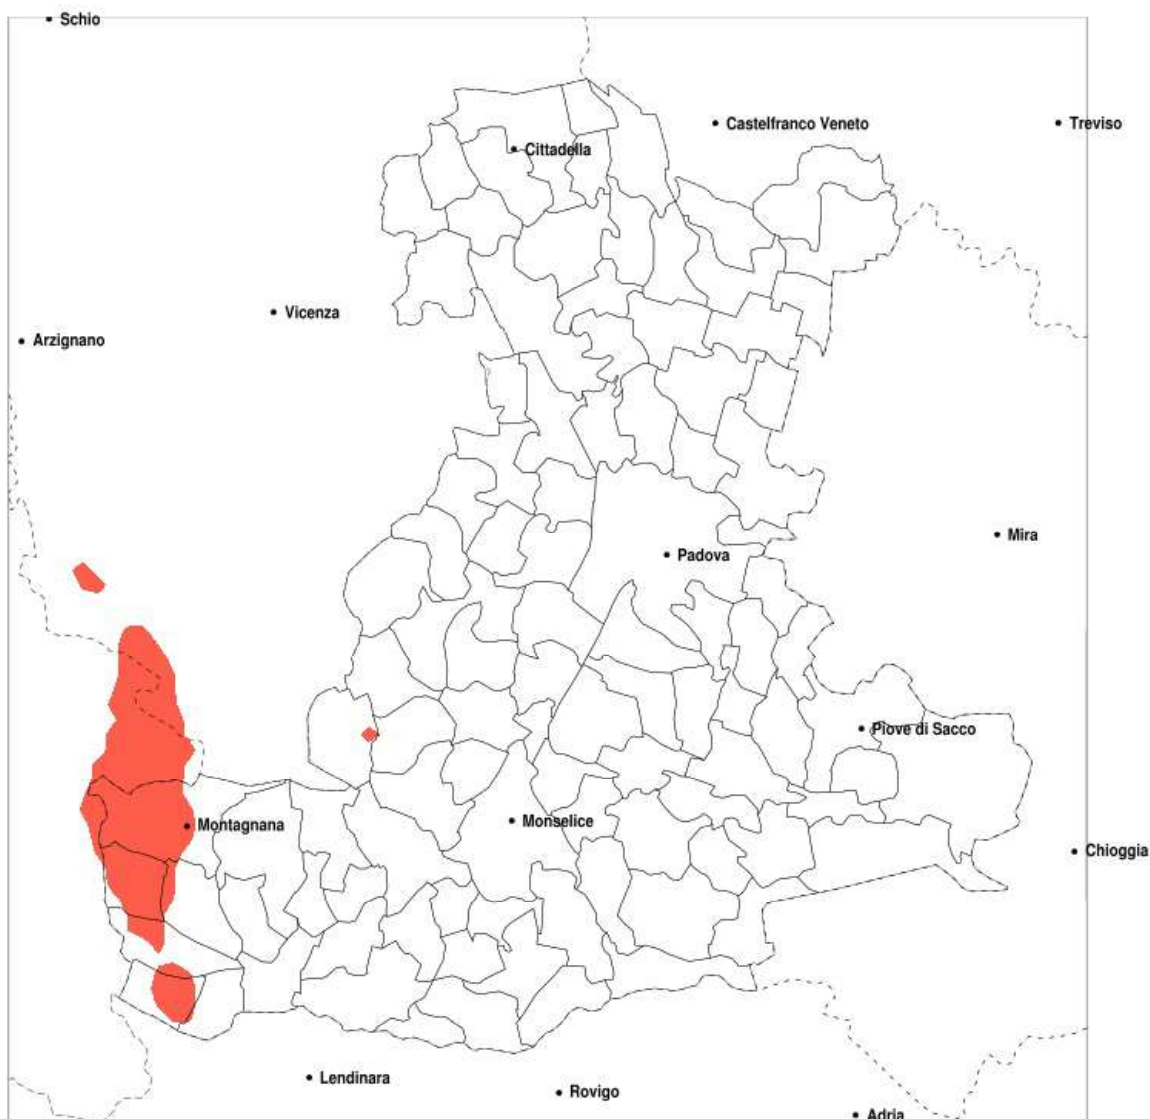 Schio
Castelfranco Veneto
Treviso
Cittadella
Vicenza
Arzignano
Mira
Padova
Piove di Sacco
Montagnana
Monselice
Chioggia
Lendinara
Rovigo
Adria